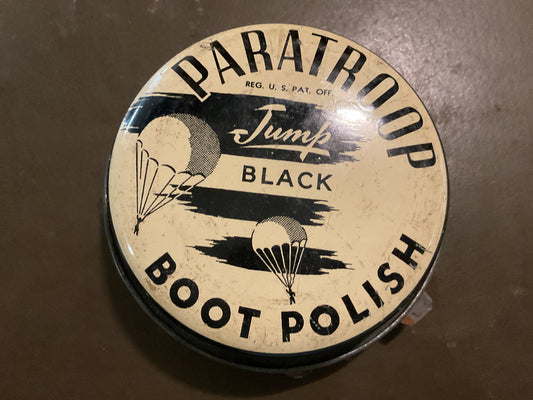 PARATROOP
REG. U. S. PAT. OFF.
Jump
BLACK
BOOT POLISH